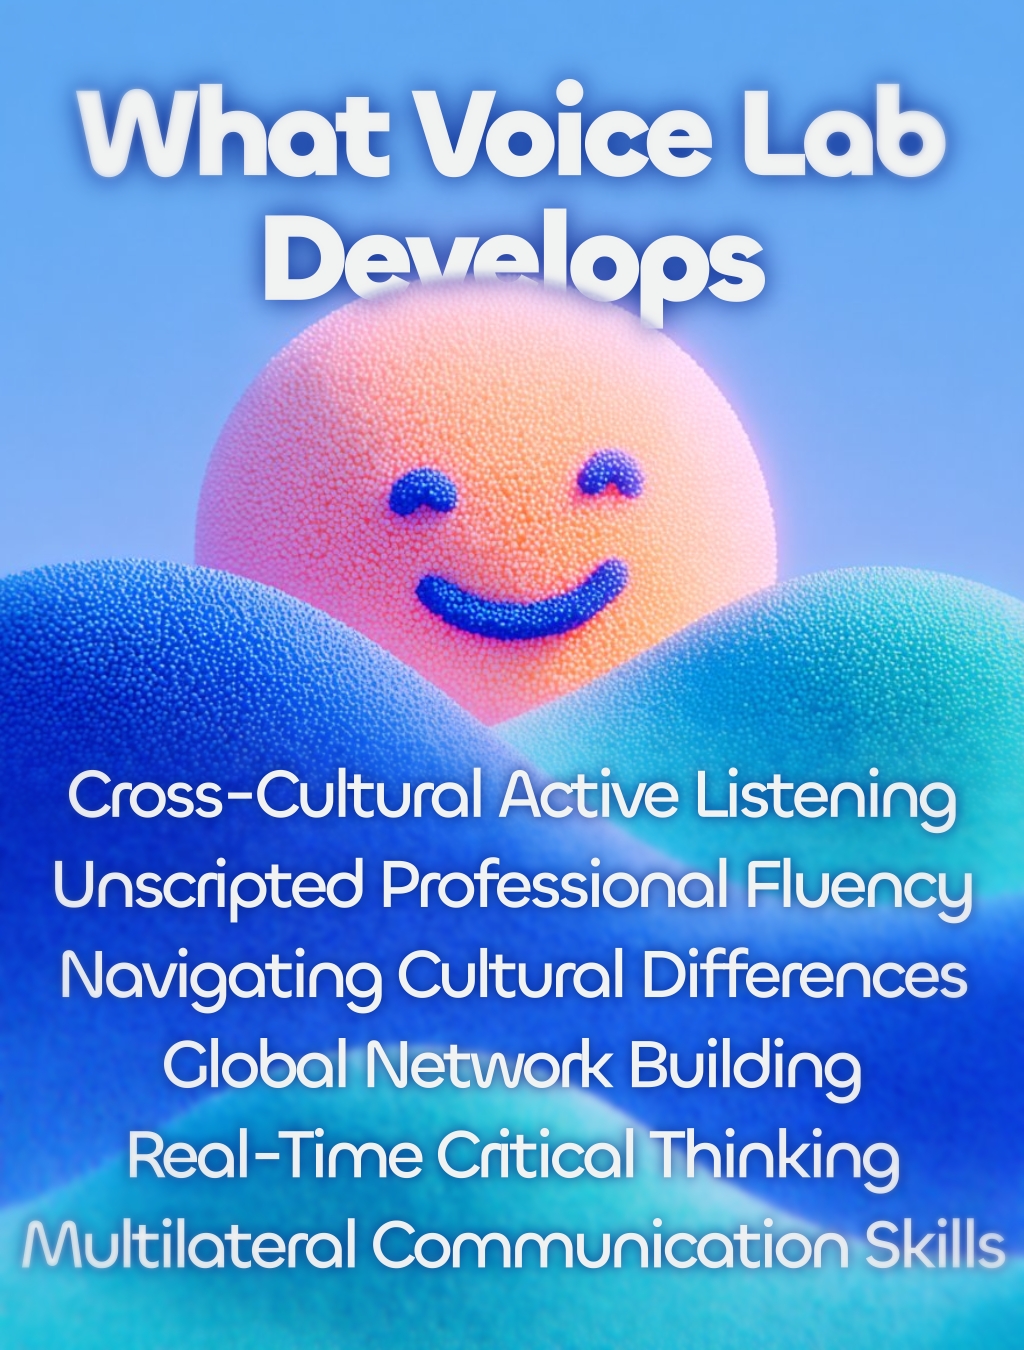 What Voice Lab
Develops
Cross-Cultural Active Listening
Unscripted Professional Fluency
Navigating Cultural Differences
Global Network Building
Real-Time Critical Thinking
Multilateral Communication Skills